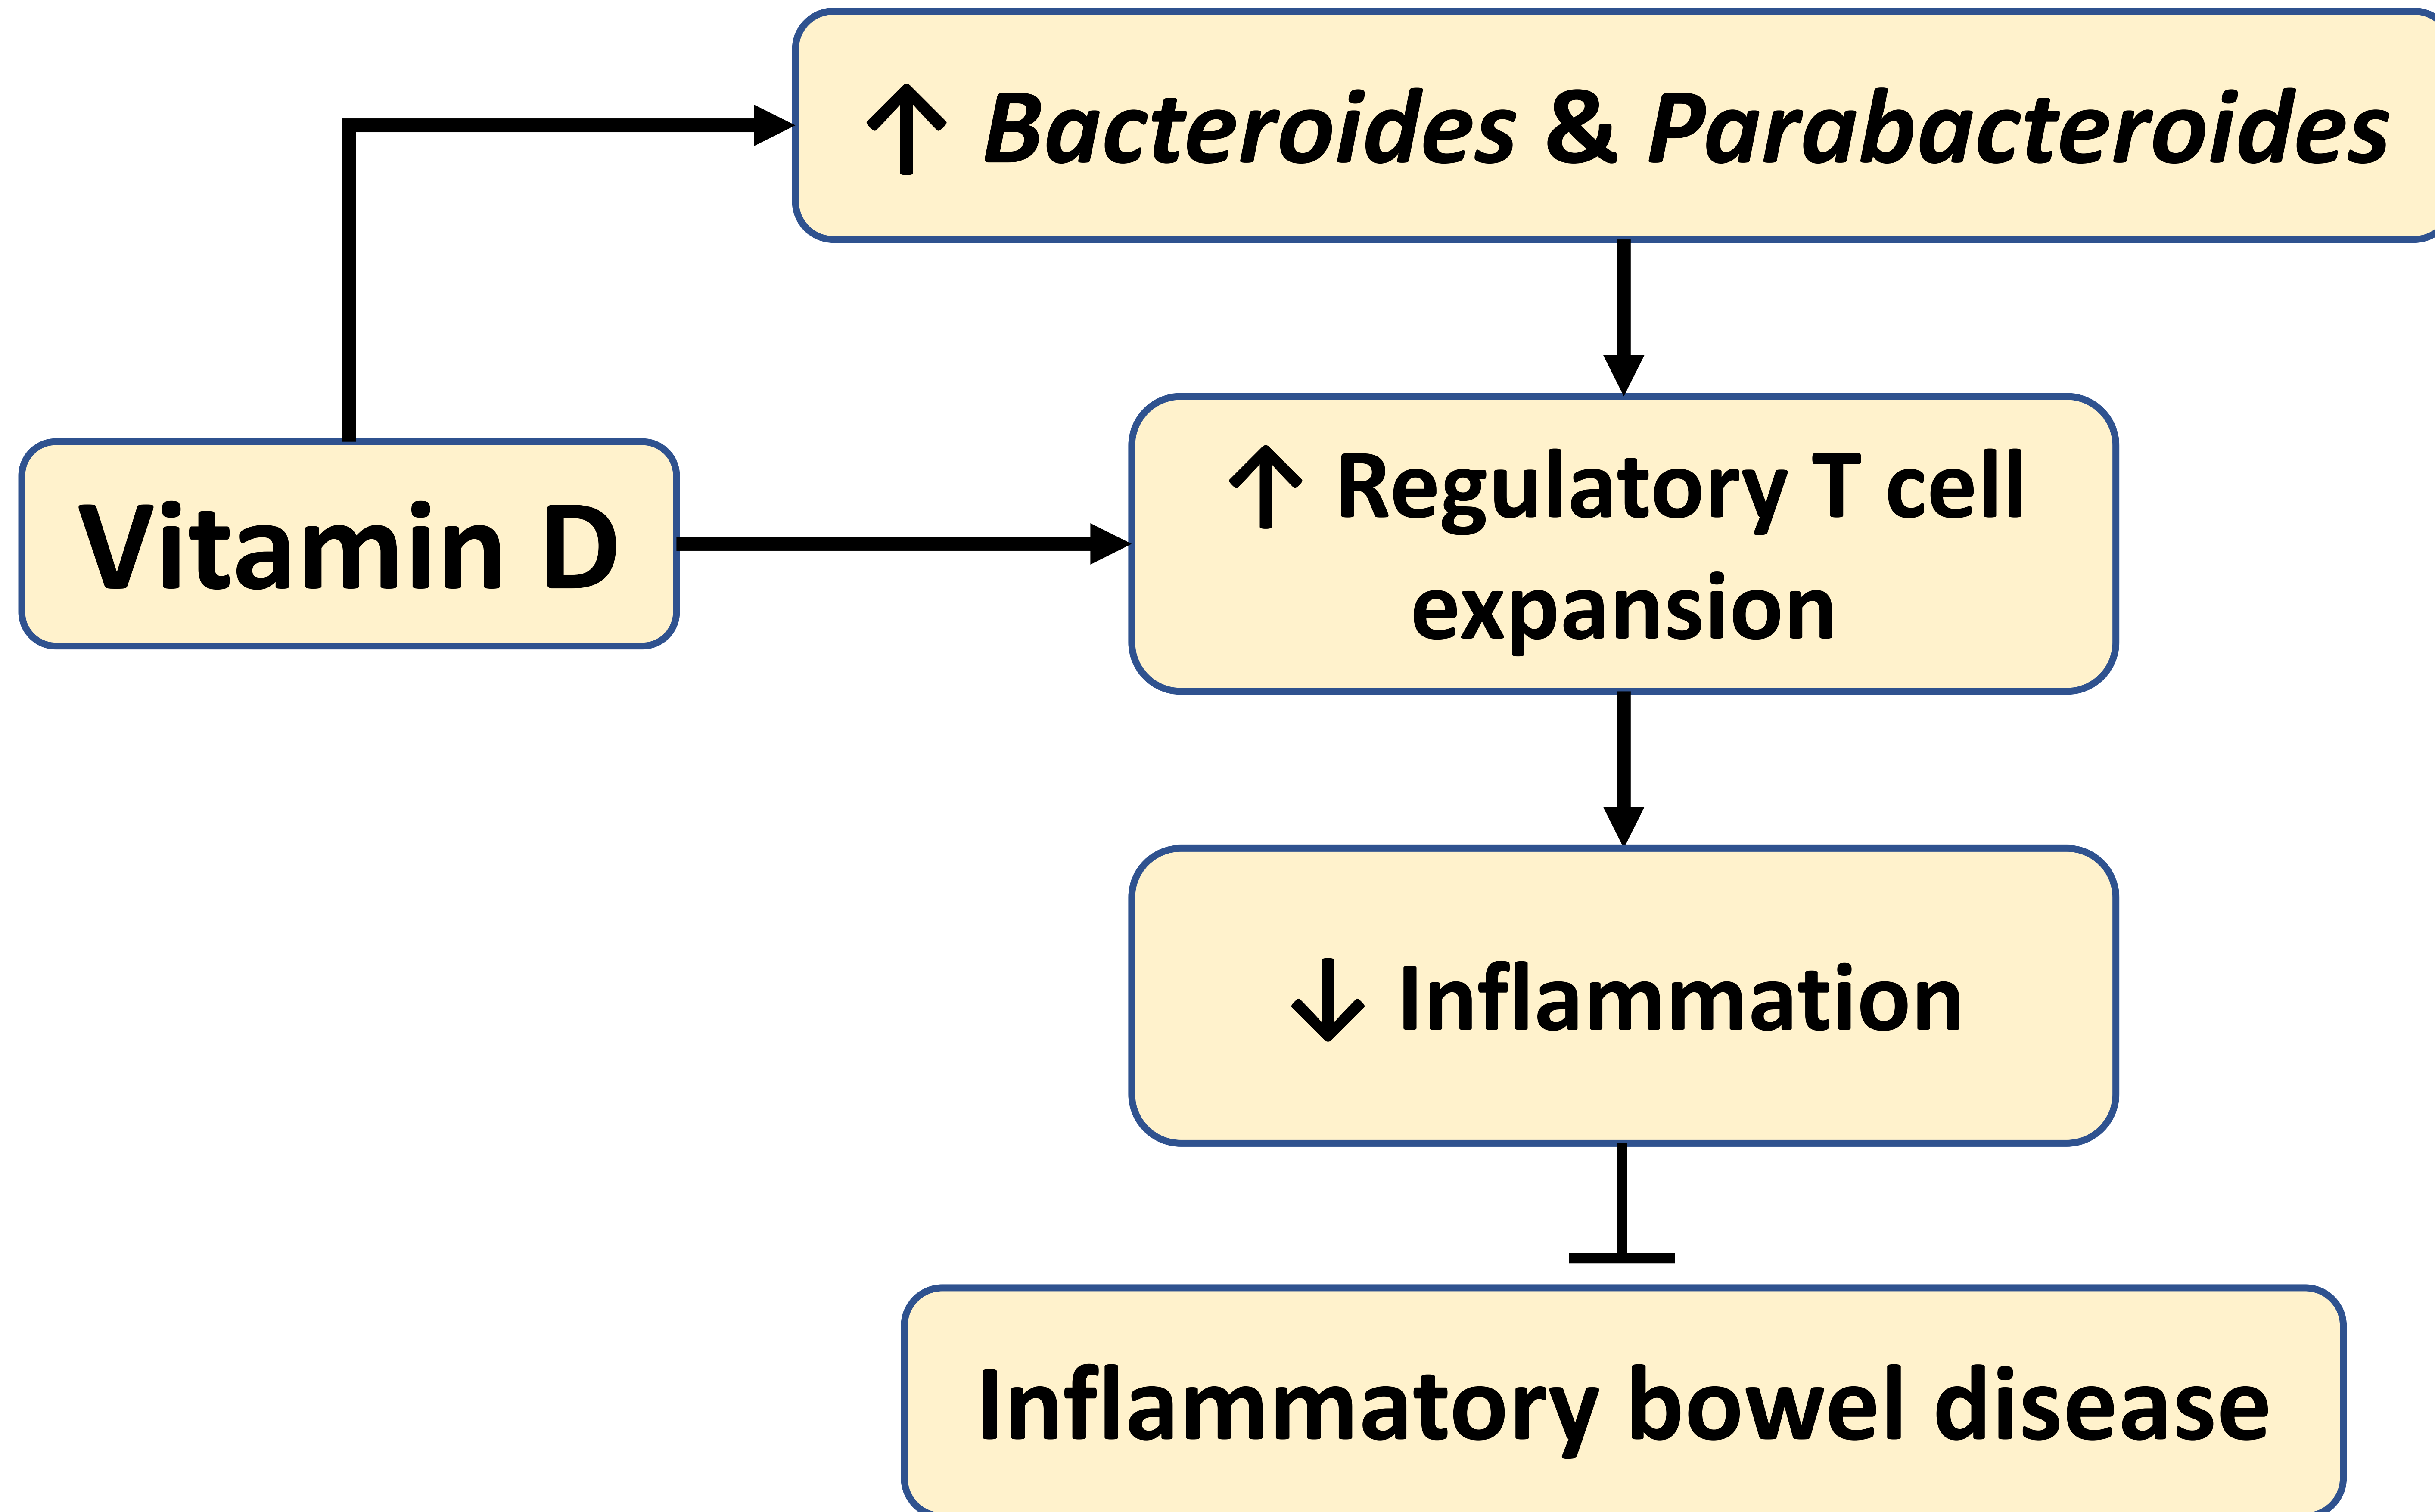 ↑ Bacteroides & Parabacteroides
Vitamin D
↑ Regulatory T cell
expansion
↓ Inflammation
Inflammatory bowel disease